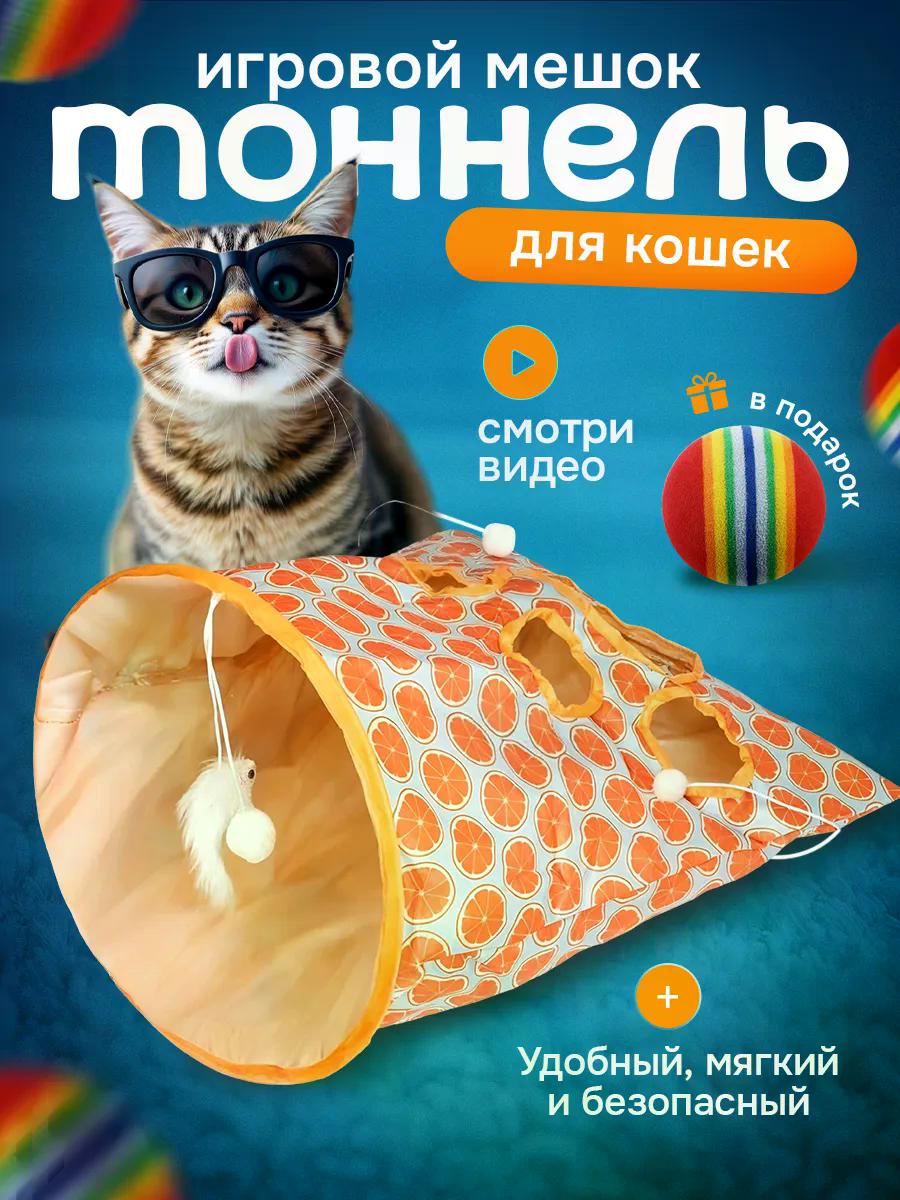 игровой мешок
тоннель
для кошек
смотри
видео
в подарок
Удобный, мягкий
и безопасный